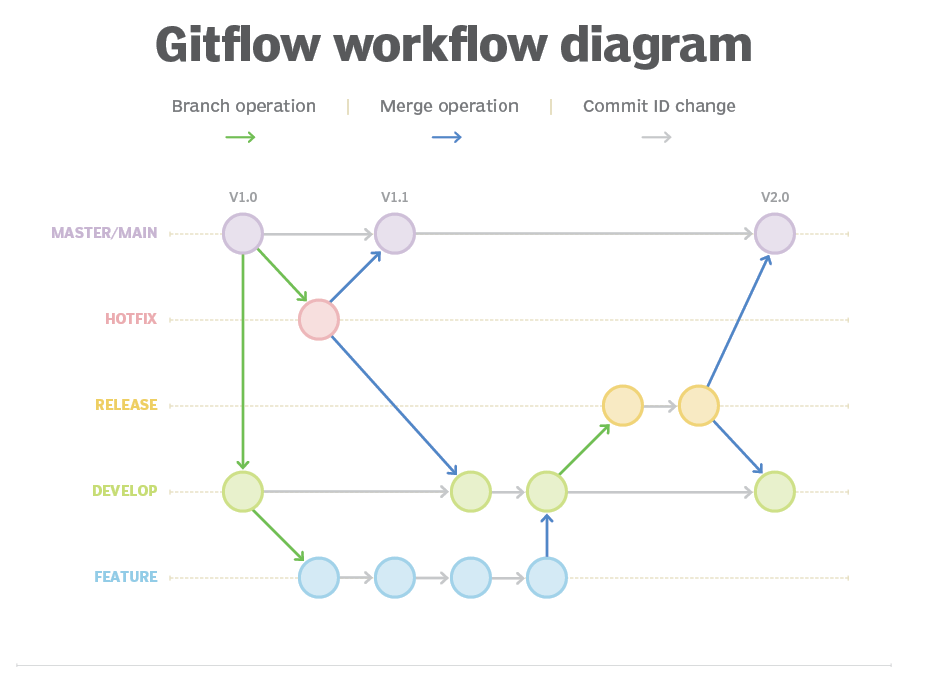 Gitflow workflow diagram
Branch operation | Merge operation | Commit ID change
V1.0 V1.1 V2.0
MASTER/MAIN
HOTFIX
RELEASE
DEVELOP
FEATURE